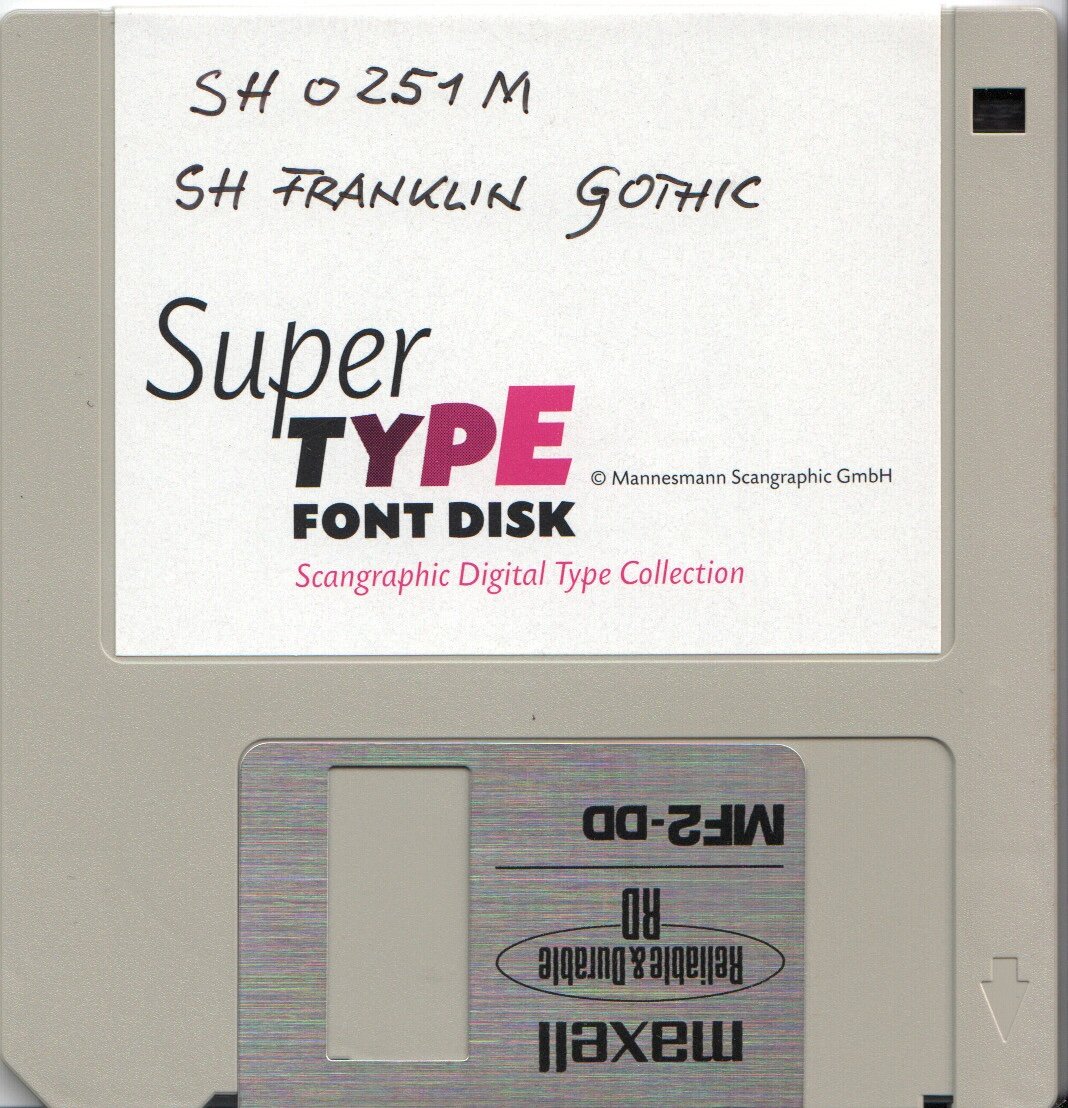 SH 0251 M
SH FRANKLIN GOTHIC
Super
TYPE
© Mannesmann Scangraphic GmbH
FONT DISK
Scangraphic Digital Type Collection
maxell
Reliable & Durable
RD
MF2-DD